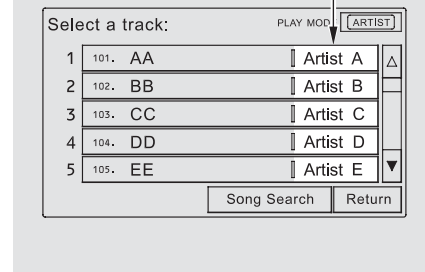 Select a track: PLAY MOD [ARTIST]
1 101. AA Artist A
2 102. BB Artist B
3 103. CC Artist C
4 104. DD Artist D
5 105. EE Artist E
Song Search Return